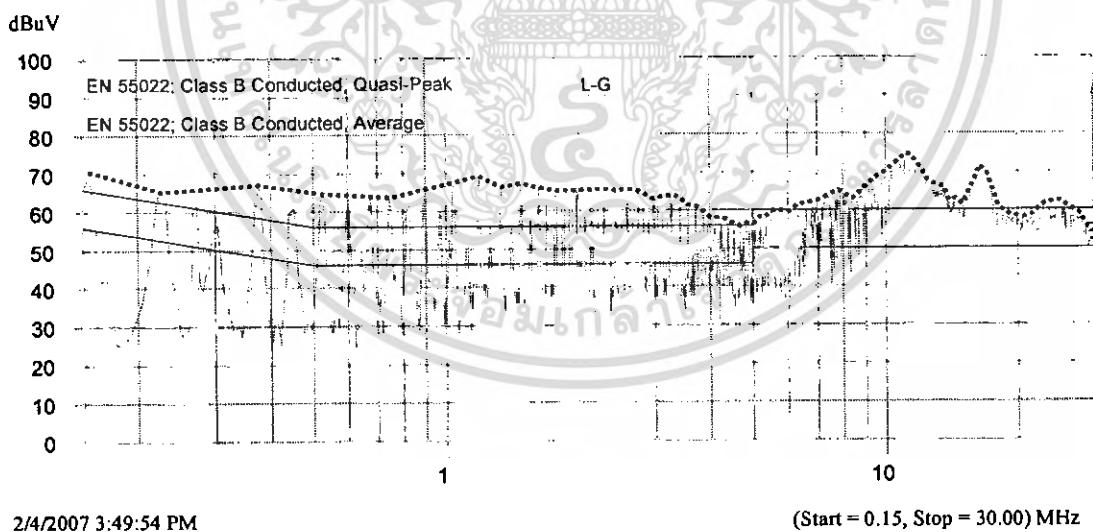 dBuV
100
EN 55022; Class B Conducted, Quasi-Peak
L-G
90
EN 55022; Class B Conducted, Average
80
70
60
50
40
30
20
10
0
1
10
2/4/2007 3:49:54 PM
(Start = 0.15, Stop = 30.00) MHz